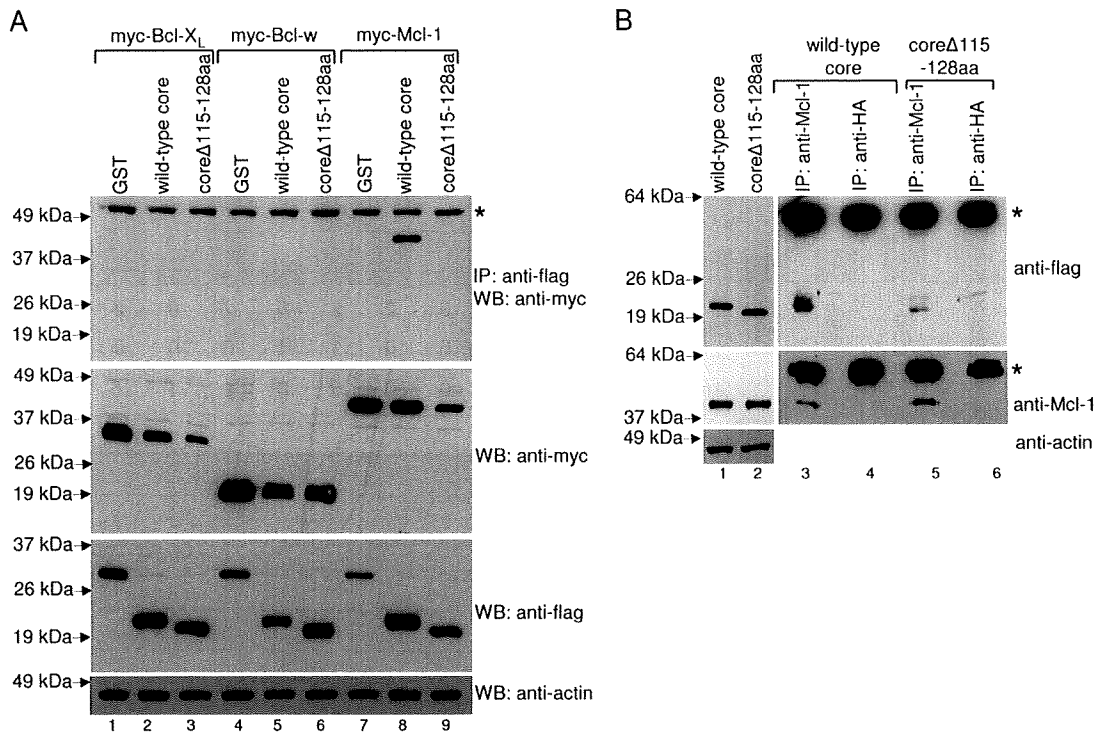 A
myc-Bcl-XL
myc-Bcl-w
myc-Mcl-1
GST
wild-type core
coreΔ115-128aa
GST
wild-type core
coreΔ115-128aa
GST
wild-type core
coreΔ115-128aa
49 kDa
*
37 kDa
IP: anti-flag
WB: anti-myc
26 kDa
19 kDa
49 kDa
37 kDa
WB: anti-myc
26 kDa
19 kDa
37 kDa
26 kDa
WB: anti-flag
19 kDa
49 kDa
WB: anti-actin
1 2 3 4 5 6 7 8 9
B
wild-type
core
coreΔ115
-128aa
wild-type core
coreΔ115-128aa
IP: anti-Mcl-1
IP: anti-HA
IP: anti-Mcl-1
IP: anti-HA
64 kDa
*
anti-flag
26 kDa
19 kDa
64 kDa
*
anti-Mcl-1
37 kDa
49 kDa
anti-actin
1 2 3 4 5 6